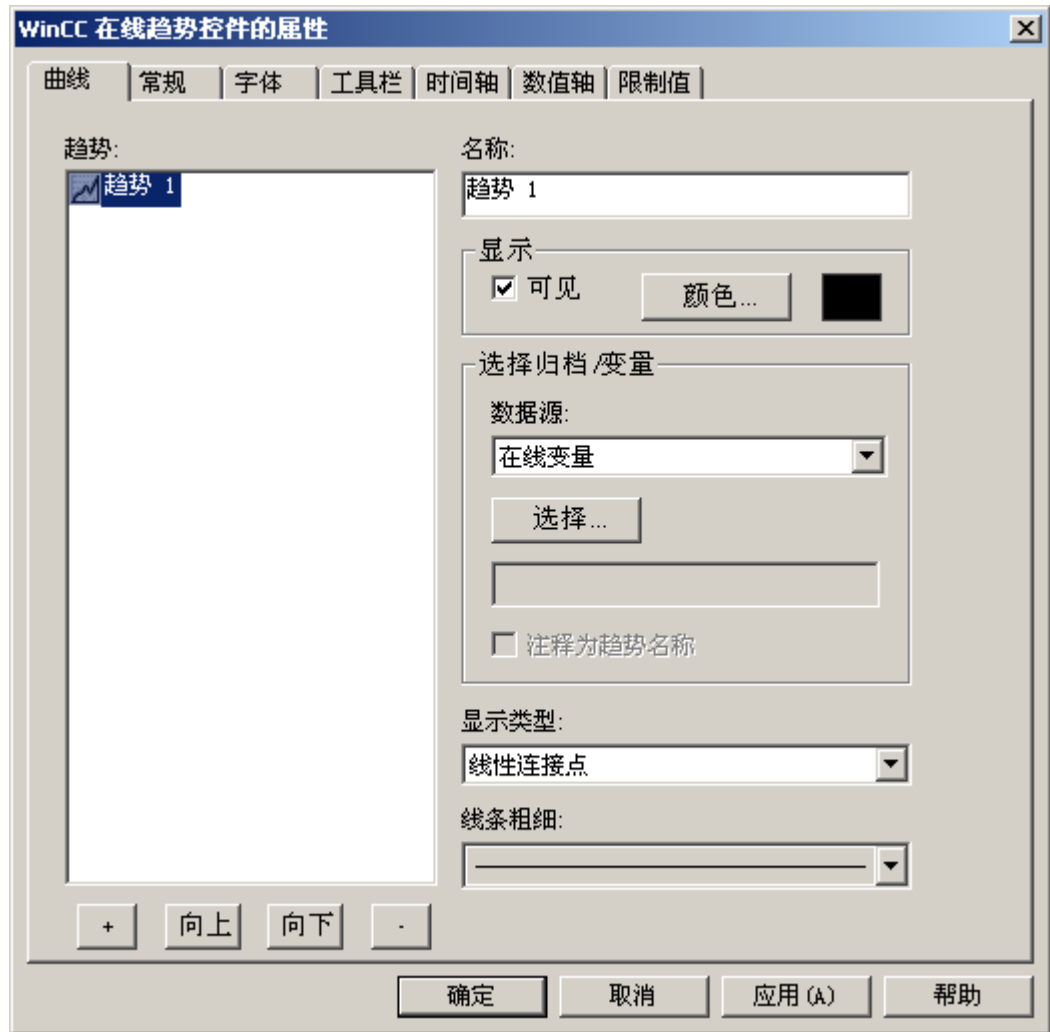 WinCC 在线趋势控件的属性
曲线 常规 字体 工具栏 时间轴 数值轴 限制值
趋势:
趋势 1
名称:
趋势 1
显示
可见
颜色...
选择归档/变量
数据源:
在线变量
选择...
注释为趋势名称
显示类型:
线性连接点
线条粗细:
+ 向上 向下 -
确定 取消 应用(A) 帮助